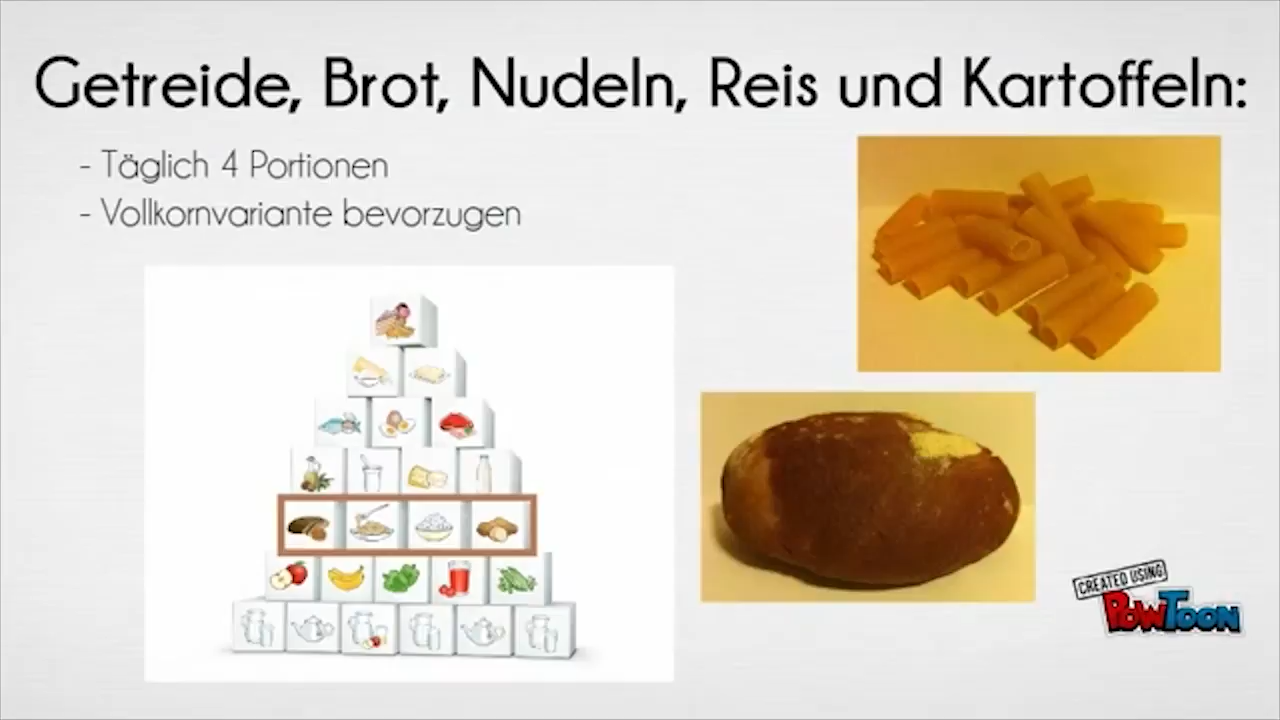 Getreide, Brot, Nudeln, Reis und Kartoffeln:
- Täglich 4 Portionen
- Vollkornvariante bevorzugen
CREATED USING
PowToon